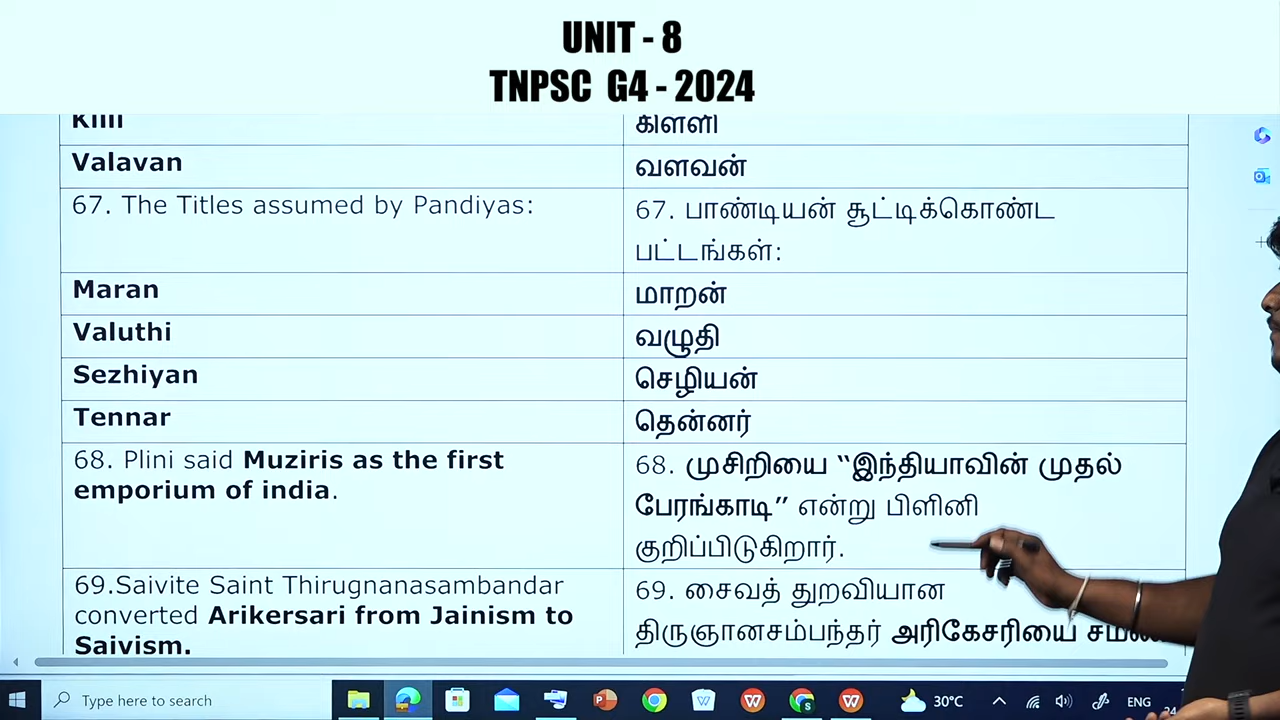 UNIT - 8
TNPSC G4 - 2024
Killi
கிள்ளி
Valavan
வளவன்
67. The Titles assumed by Pandiyas:
67. பாண்டியன் சூட்டிக்கொண்ட
பட்டங்கள்:
Maran
மாறன்
Valuthi
வழுதி
Sezhiyan
செழியன்
Tennar
தென்னர்
68. Plini said Muziris as the first
emporium of india.
68. முசிறியை “இந்தியாவின் முதல்
பேரங்காடி” என்று பிளினி
குறிப்பிடுகிறார்.
69.Saivite Saint Thirugnanasambandar
converted Arikersari from Jainism to
Saivism.
69. சைவத் துறவியான
திருஞானசம்பந்தர் அரிகேசரியை
Type here to search
30°C
ENG
24